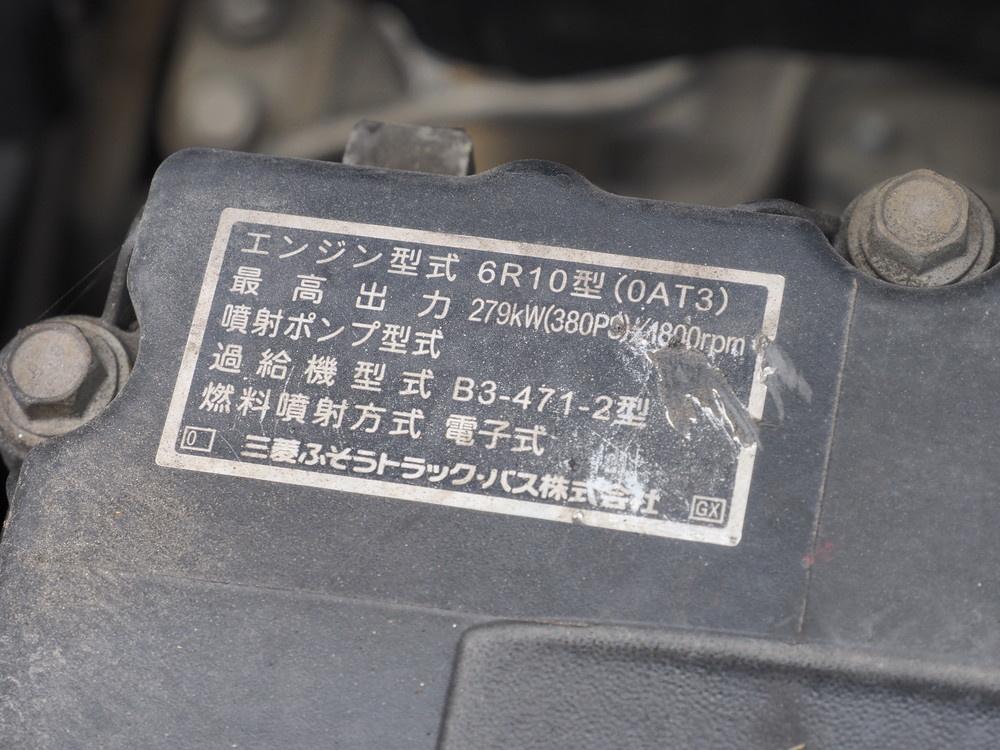 エンジン型式 6R10型(0AT3)
最高出力 279kW(380PS)/1800rpm
噴射ポンプ型式
過給機型式 B3-471-2型
燃料噴射方式 電子式
0 三菱ふそうトラック・バス株式会社 GX